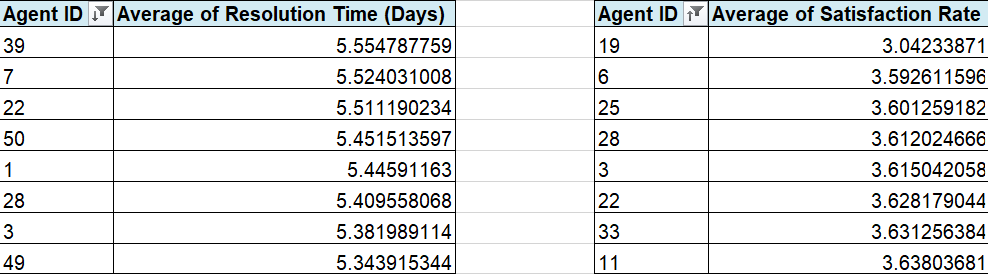 Agent ID Average of Resolution Time (Days) Agent ID Average of Satisfaction Rate
39 5.554787759 19 3.04233871
7 5.524031008 6 3.592611596
22 5.511190234 25 3.601259182
50 5.451513597 28 3.612024666
1 5.44591163 3 3.615042058
28 5.409558068 22 3.628179044
3 5.381989114 33 3.631256384
49 5.343915344 11 3.63803681